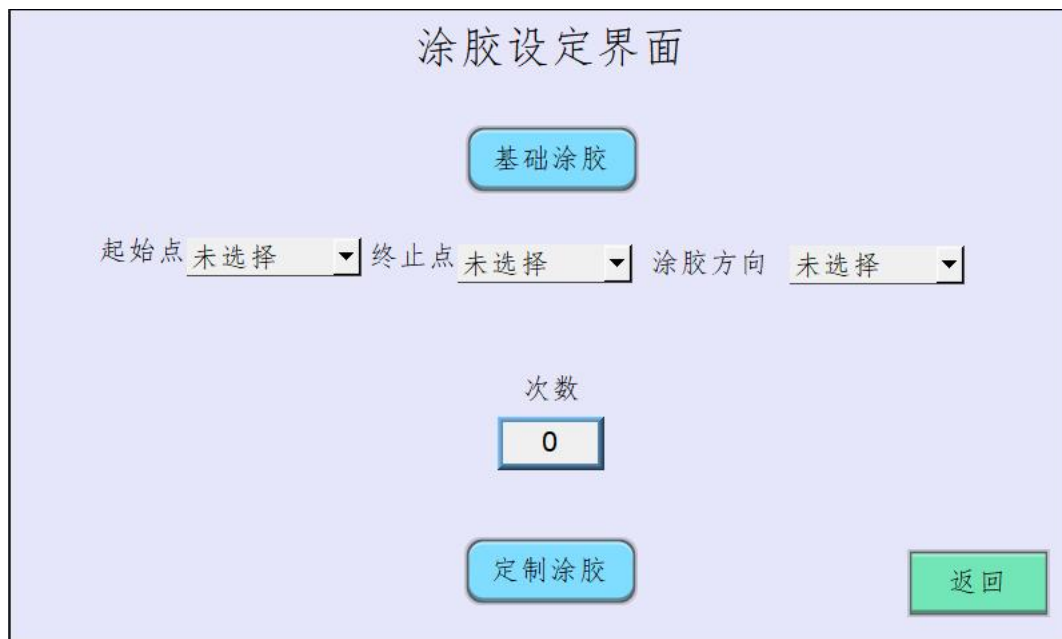 涂胶设定界面
基础涂胶
起始点 未选择 终止点 未选择 涂胶方向 未选择
次数
0
定制涂胶
返回